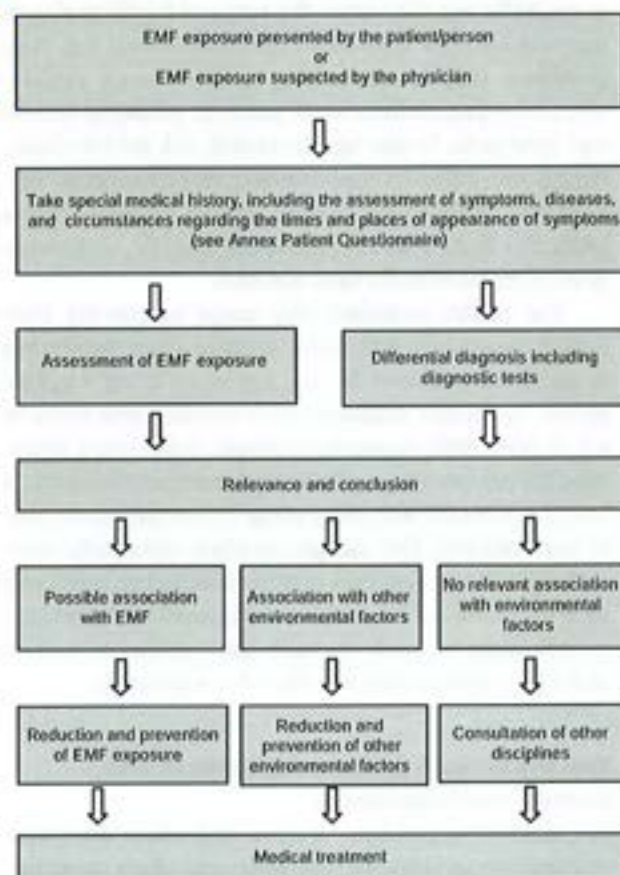 EMF exposure presented by the patient/person
or
EMF exposure suspected by the physician
Take special medical history, including the assessment of symptoms, diseases,
and circumstances regarding the times and places of appearance of symptoms
(see Annex Patient Questionnaire)
Assessment of EMF exposure
Differential diagnosis including
diagnostic tests
Relevance and conclusion
Possible association
with EMF
Association with other
environmental factors
No relevant association
with environmental
factors
Reduction and prevention
of EMF exposure
Reduction and
prevention of other
environmental factors
Consultation of other
disciplines
Medical treatment